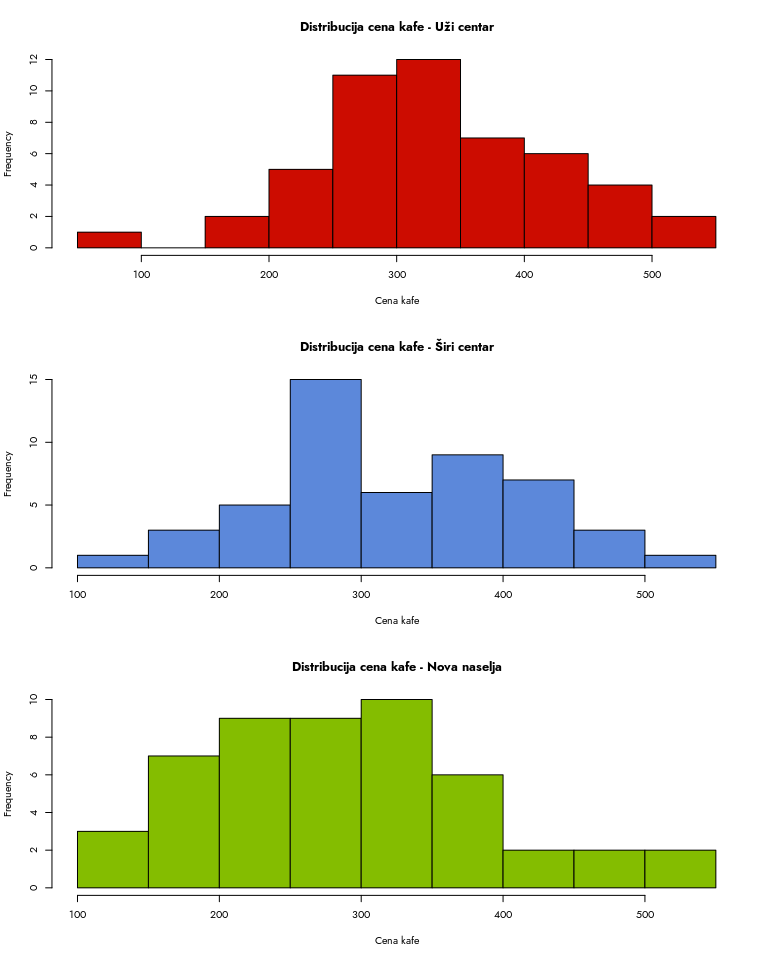 Distribucija cena kafe - Uži centar
Frequency
12
10
8
6
4
2
0
100 200 300 400 500
Cena kafe
Distribucija cena kafe - Širi centar
Frequency
15
10
5
0
100 200 300 400 500
Cena kafe
Distribucija cena kafe - Nova naselja
Frequency
10
8
6
4
2
0
100 200 300 400 500
Cena kafe